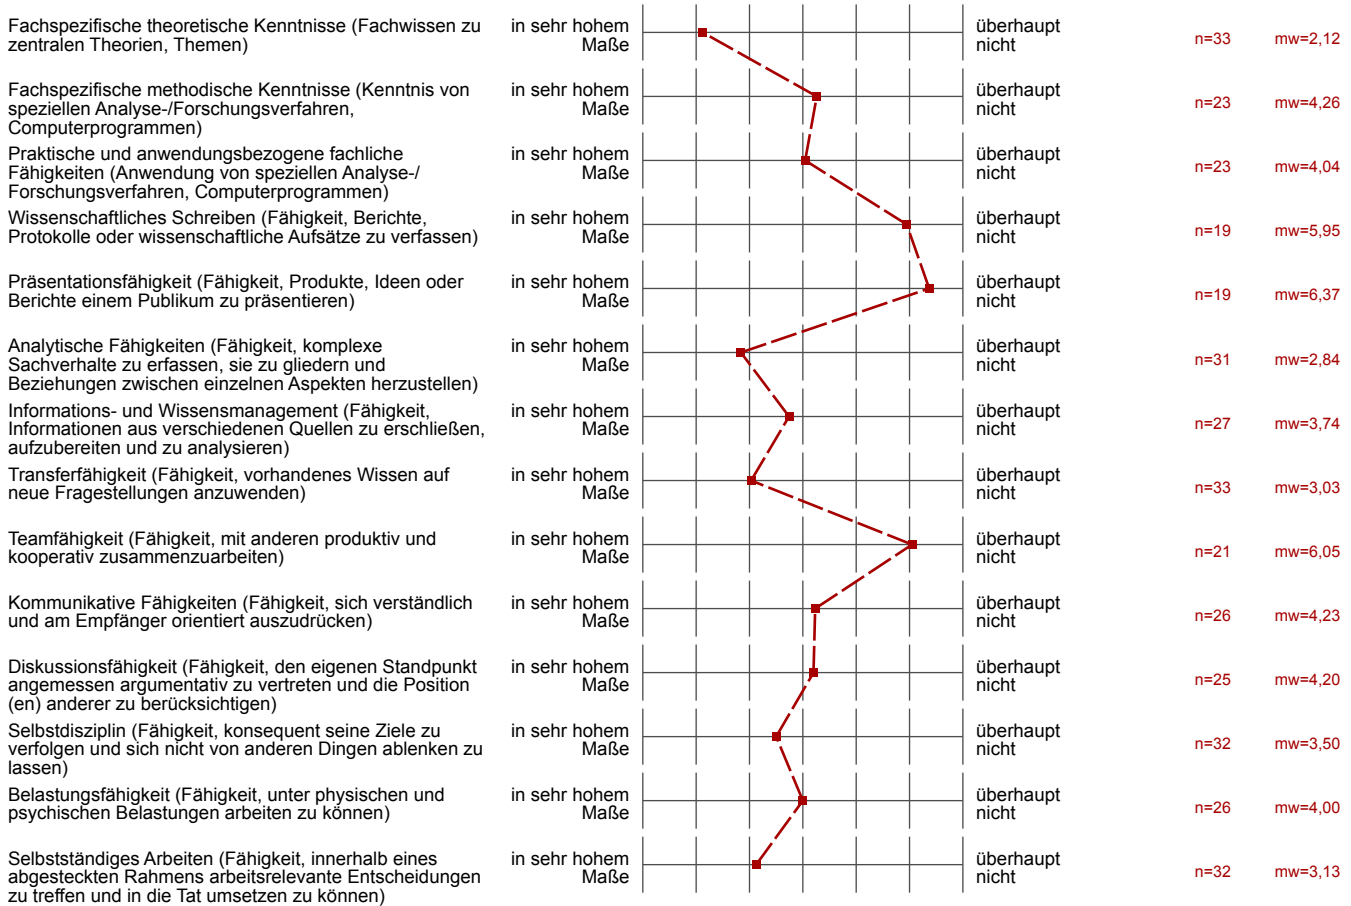 Fachspezifische theoretische Kenntnisse (Fachwissen zu
zentralen Theorien, Themen)
in sehr hohem
Maße
überhaupt
nicht
n=33
mw=2,12
Fachspezifische methodische Kenntnisse (Kenntnis von
speziellen Analyse-/Forschungsverfahren,
Computerprogrammen)
in sehr hohem
Maße
überhaupt
nicht
n=23
mw=4,26
Praktische und anwendungsbezogene fachliche
Fähigkeiten (Anwendung von speziellen Analyse-/
Forschungsverfahren, Computerprogrammen)
in sehr hohem
Maße
überhaupt
nicht
n=23
mw=4,04
Wissenschaftliches Schreiben (Fähigkeit, Berichte,
Protokolle oder wissenschaftliche Aufsätze zu verfassen)
in sehr hohem
Maße
überhaupt
nicht
n=19
mw=5,95
Präsentationsfähigkeit (Fähigkeit, Produkte, Ideen oder
Berichte einem Publikum zu präsentieren)
in sehr hohem
Maße
überhaupt
nicht
n=19
mw=6,37
Analytische Fähigkeiten (Fähigkeit, komplexe
Sachverhalte zu erfassen, sie zu gliedern und
Beziehungen zwischen einzelnen Aspekten herzustellen)
in sehr hohem
Maße
überhaupt
nicht
n=31
mw=2,84
Informations- und Wissensmanagement (Fähigkeit,
Informationen aus verschiedenen Quellen zu erschließen,
aufzubereiten und zu analysieren)
in sehr hohem
Maße
überhaupt
nicht
n=27
mw=3,74
Transferfähigkeit (Fähigkeit, vorhandenes Wissen auf
neue Fragestellungen anzuwenden)
in sehr hohem
Maße
überhaupt
nicht
n=33
mw=3,03
Teamfähigkeit (Fähigkeit, mit anderen produktiv und
kooperativ zusammenzuarbeiten)
in sehr hohem
Maße
überhaupt
nicht
n=21
mw=6,05
Kommunikative Fähigkeiten (Fähigkeit, sich verständlich
und am Empfänger orientiert auszudrücken)
in sehr hohem
Maße
überhaupt
nicht
n=26
mw=4,23
Diskussionsfähigkeit (Fähigkeit, den eigenen Standpunkt
angemessen argumentativ zu vertreten und die Position
(en) anderer zu berücksichtigen)
in sehr hohem
Maße
überhaupt
nicht
n=25
mw=4,20
Selbstdisziplin (Fähigkeit, konsequent seine Ziele zu
verfolgen und sich nicht von anderen Dingen ablenken zu
lassen)
in sehr hohem
Maße
überhaupt
nicht
n=32
mw=3,50
Belastungsfähigkeit (Fähigkeit, unter physischen und
psychischen Belastungen arbeiten zu können)
in sehr hohem
Maße
überhaupt
nicht
n=26
mw=4,00
Selbstständiges Arbeiten (Fähigkeit, innerhalb eines
abgesteckten Rahmens arbeitsrelevante Entscheidungen
zu treffen und in die Tat umsetzen zu können)
in sehr hohem
Maße
überhaupt
nicht
n=32
mw=3,13